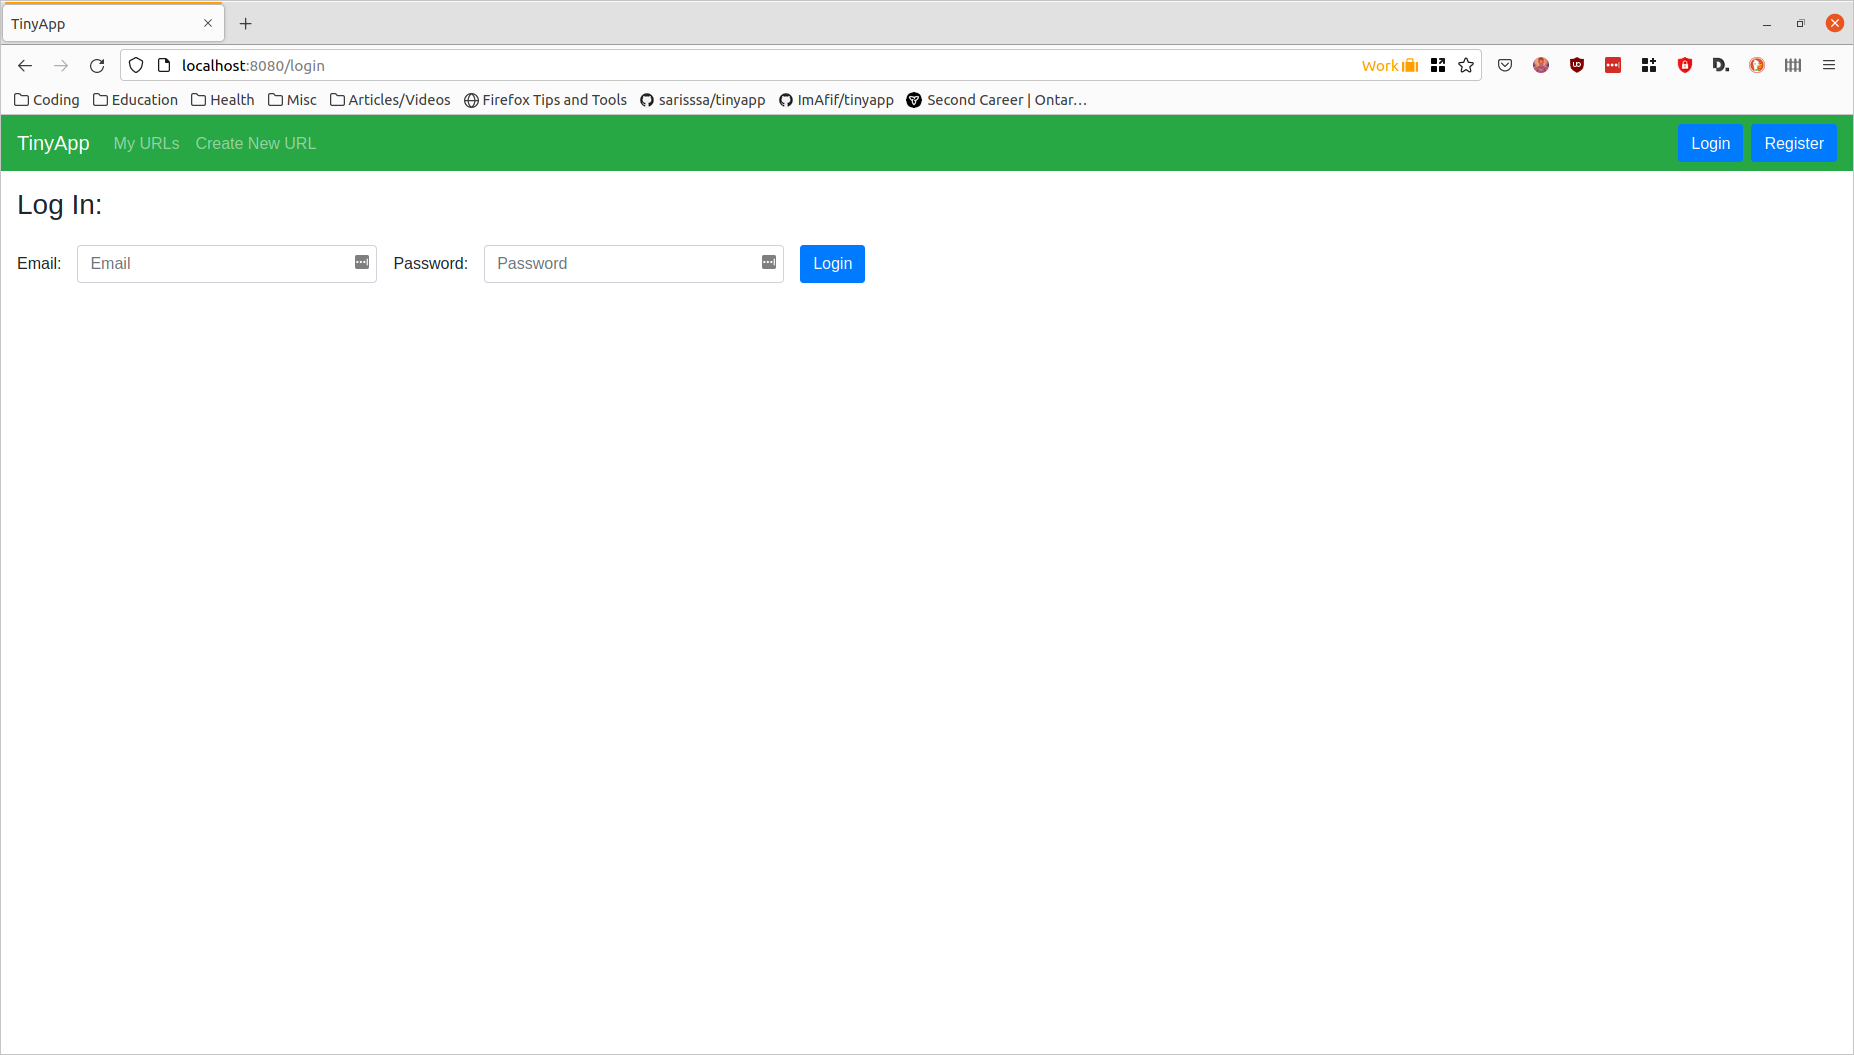 TinyApp
localhost:8080/login
Work
Coding Education Health Misc Articles/Videos Firefox Tips and Tools sarisssa/tinyapp ImAfif/tinyapp Second Career | Ontar…
TinyApp My URLs Create New URL Login Register
Log In:
Email: Email Password: Password Login